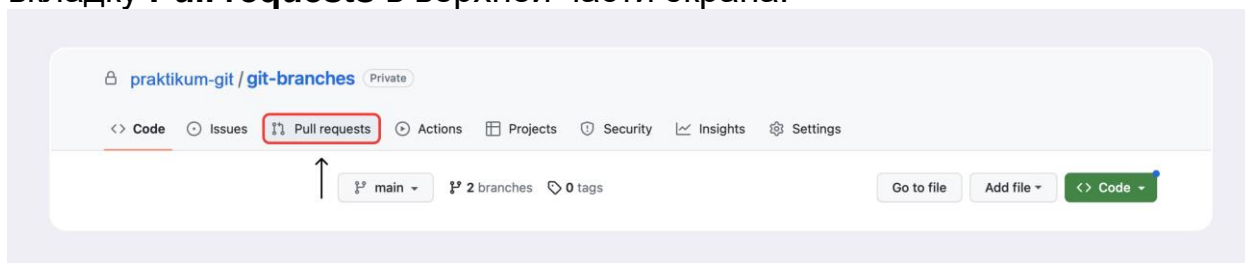 вкладку Pull requests в верхней части экрана.
praktikum-git / git-branches Private
<> Code Issues Pull requests Actions Projects Security Insights Settings
main 2 branches 0 tags Go to file Add file <> Code